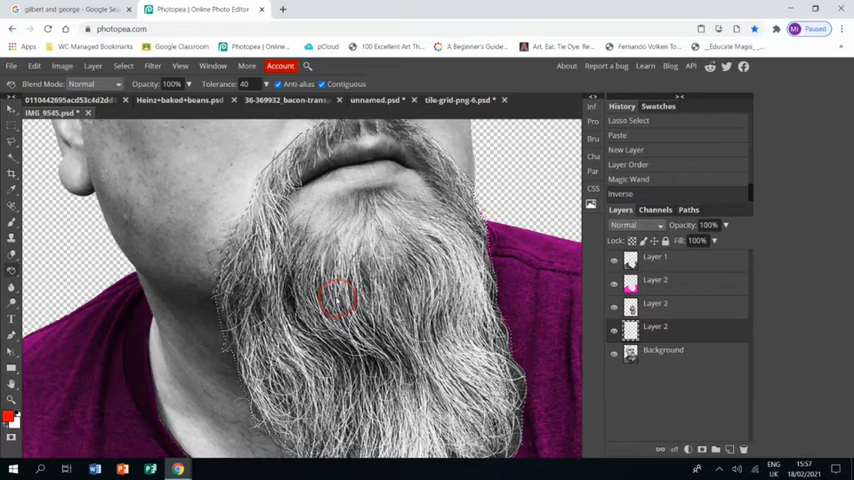 gilbert and george - Google Sea
Photopea | Online Photo Editor
photopea.com
Mr
Paused
Apps
WC Managed Bookmarks
Google Classroom
Photopea | Online...
pCloud
100 Excellent Art Th...
A Beginner's Guide...
Art. Eat. Tie Dye. Re...
Fernando Volken To...
_Educate Magis_
File Edit Image Layer Select Filter View Window More Account
About Report a bug Learn Blog API
Blend Mode: Normal Opacity: 100% Tolerance: 40 Anti-alias Contiguous
0110442695acd53c4d2dd
Heinz+baked+beans.psd
36-369932_bacon-trans
unnamed.psd *
tile-grid-png-6.psd *
IMG_9545.psd *
Inf
Pro
Bru
Cha
Par
CSS
History Swatches
Lasso Select
Paste
New Layer
Layer Order
Magic Wand
Inverse
Layers Channels Paths
Normal Opacity: 100%
Lock: Fill: 100%
Layer 1
Layer 2
Layer 2
Layer 2
Background
eff
ENG 15:57
UK 18/02/2021